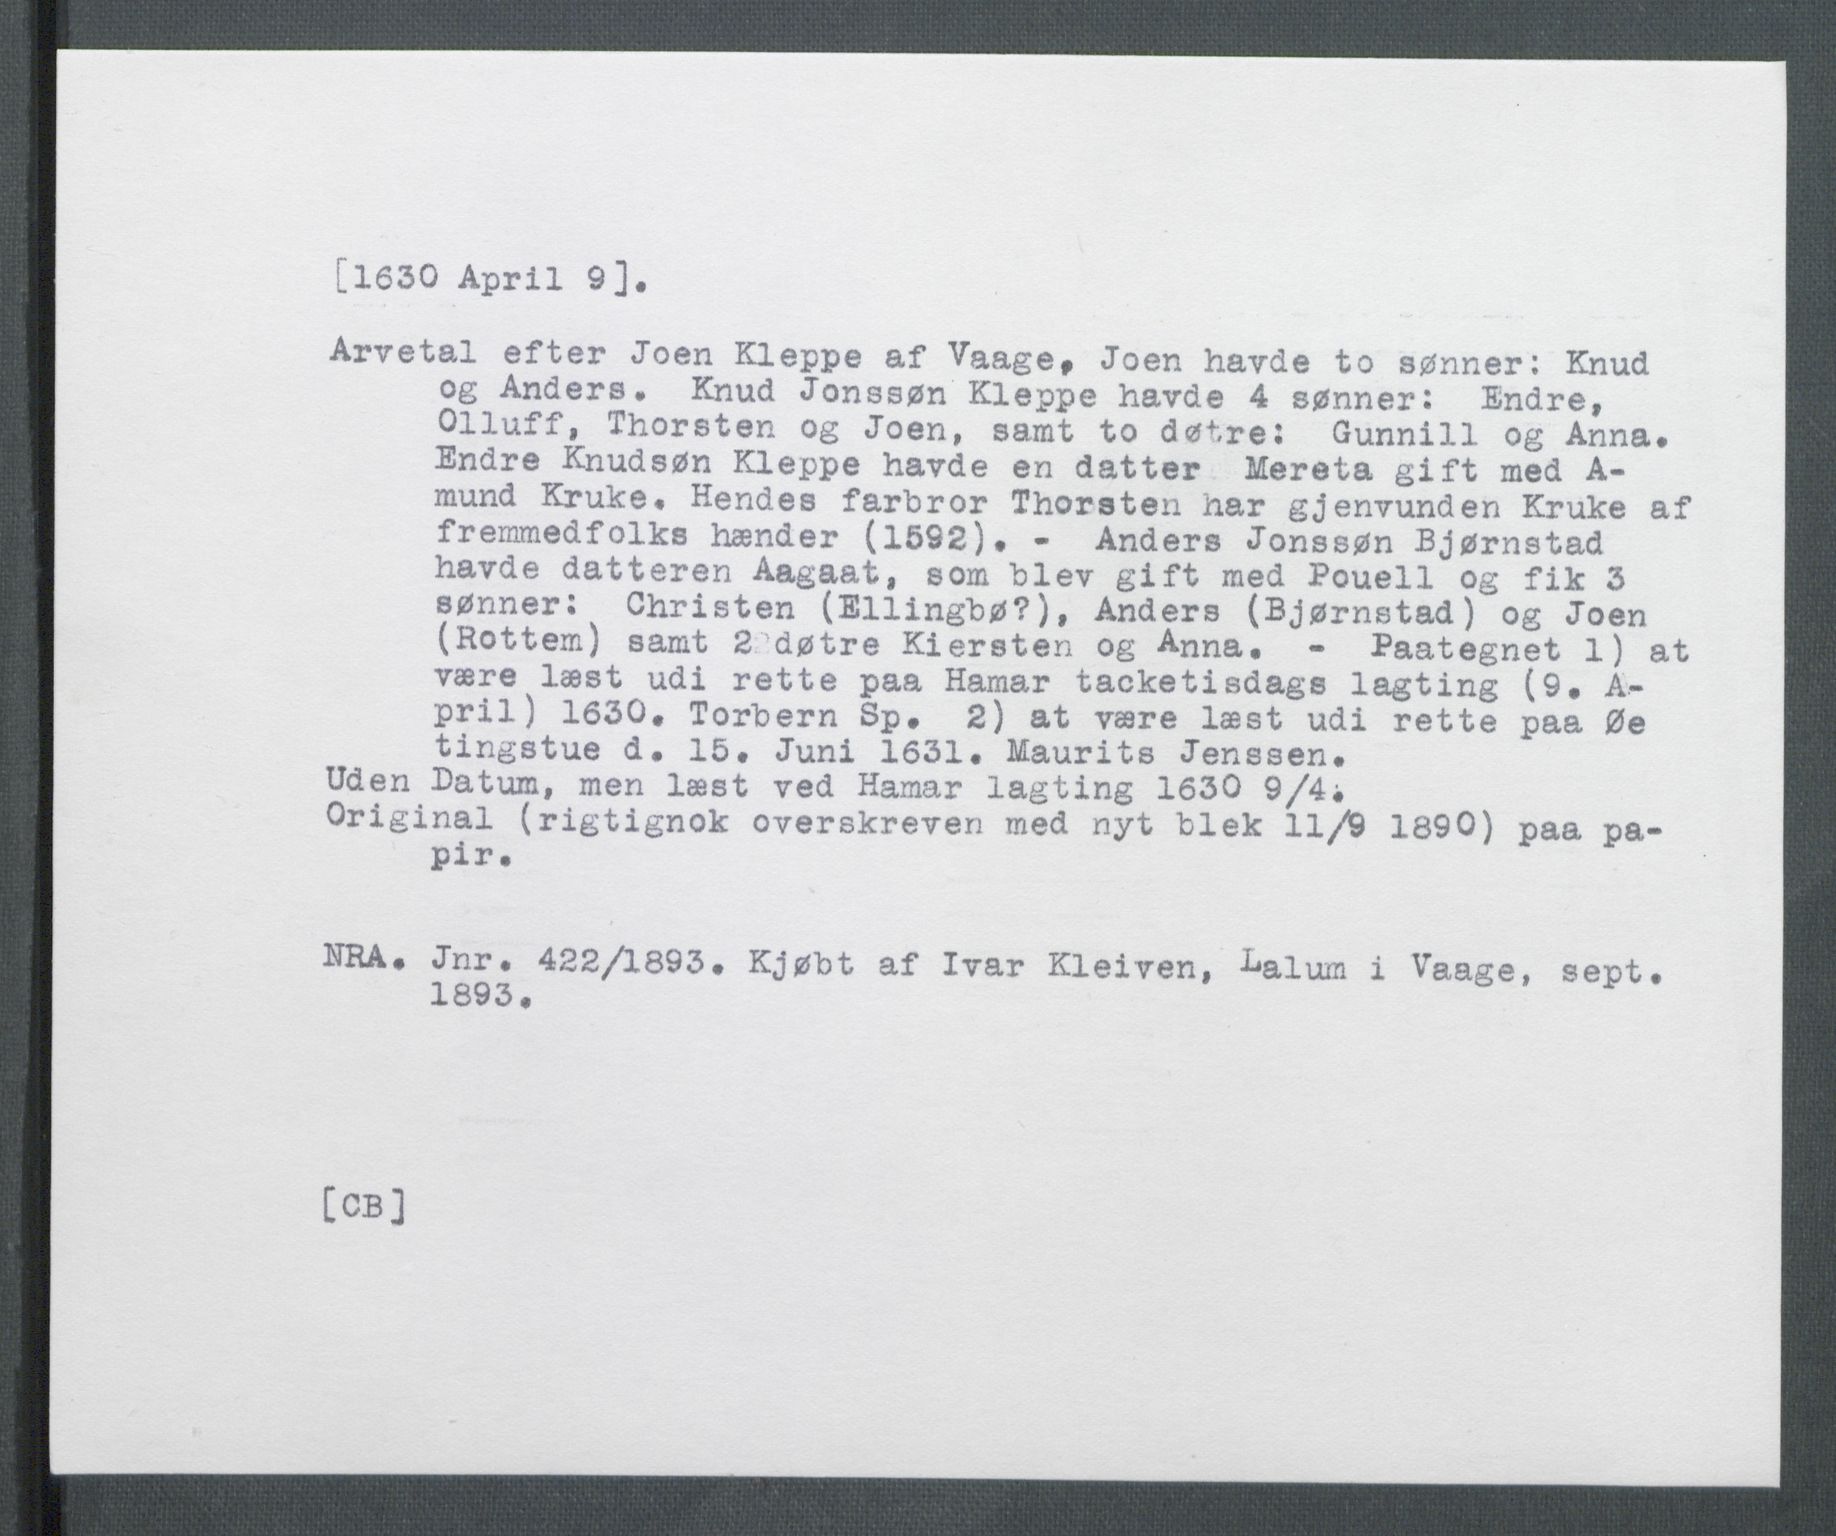 [1630 April 9].
Arvetal efter Joen Kleppe af Vaage, Joen havde to sønner: Knud
og Anders. Knud Jonssøn Kleppe havde 4 sønner: Endre,
Olluff, Thorsten og Joen, samt to døtre: Gunnill og Anna.
Endre Knudsøn Kleppe havde en datter Mereta gift med A-
mund Kruke. Hendes farbror Thorsten har gjenvunden Kruke af
fremmedfolks hænder (1592). - Anders Jonssøn Bjørnstad
havde datteren Aagaat, som blev gift med Pouell og fik 3
sønner: Christen (Ellingbø?), Anders (Bjørnstad) og Joen
(Rottem) samt 2 døtre Kiersten og Anna. - Paategnet 1) at
være læst udi rette paa Hamar tacketisdags lagting (9. A-
pril) 1630. Torbern Sp. 2) at være læst udi rette paa Øe
tingstue d. 15. Juni 1631. Maurits Jenssen.
Uden Datum, men læst ved Hamar lagting 1630 9/4.
Original (rigtignok overskreven med nyt blek 11/9 1890) paa pa-
pir.
NRA. Jnr. 422/1893. Kjøbt af Ivar Kleiven, Lalum i Vaage, sept.
1893.
[CB]